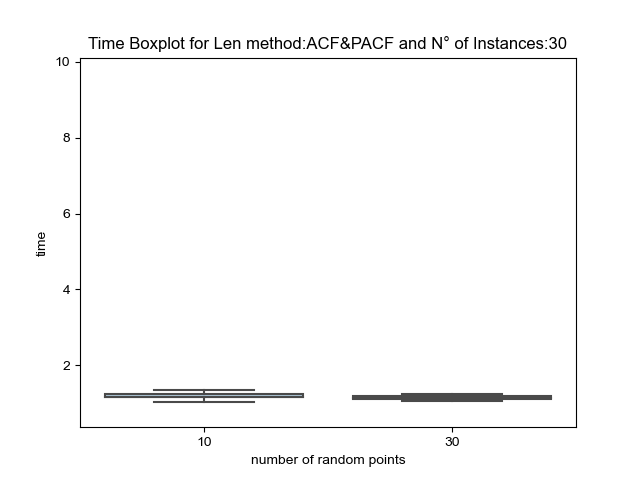 Time Boxplot for Len method:ACF&PACF and N° of Instances:30
10
8
6
4
2
time
10
30
number of random points